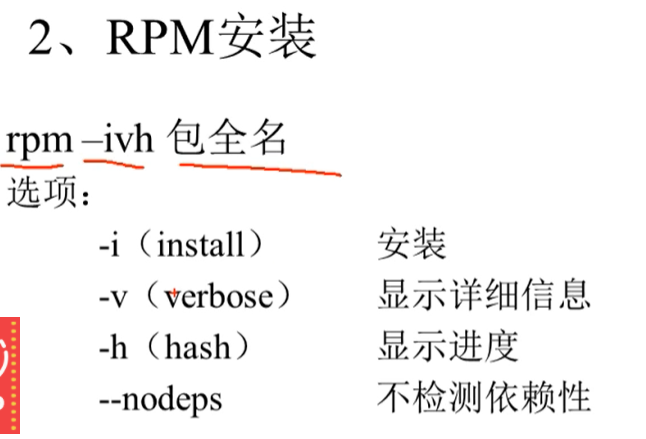 2、RPM安装
rpm –ivh 包全名
选项：
-i（install） 安装
-v（verbose） 显示详细信息
-h（hash） 显示进度
--nodeps 不检测依赖性